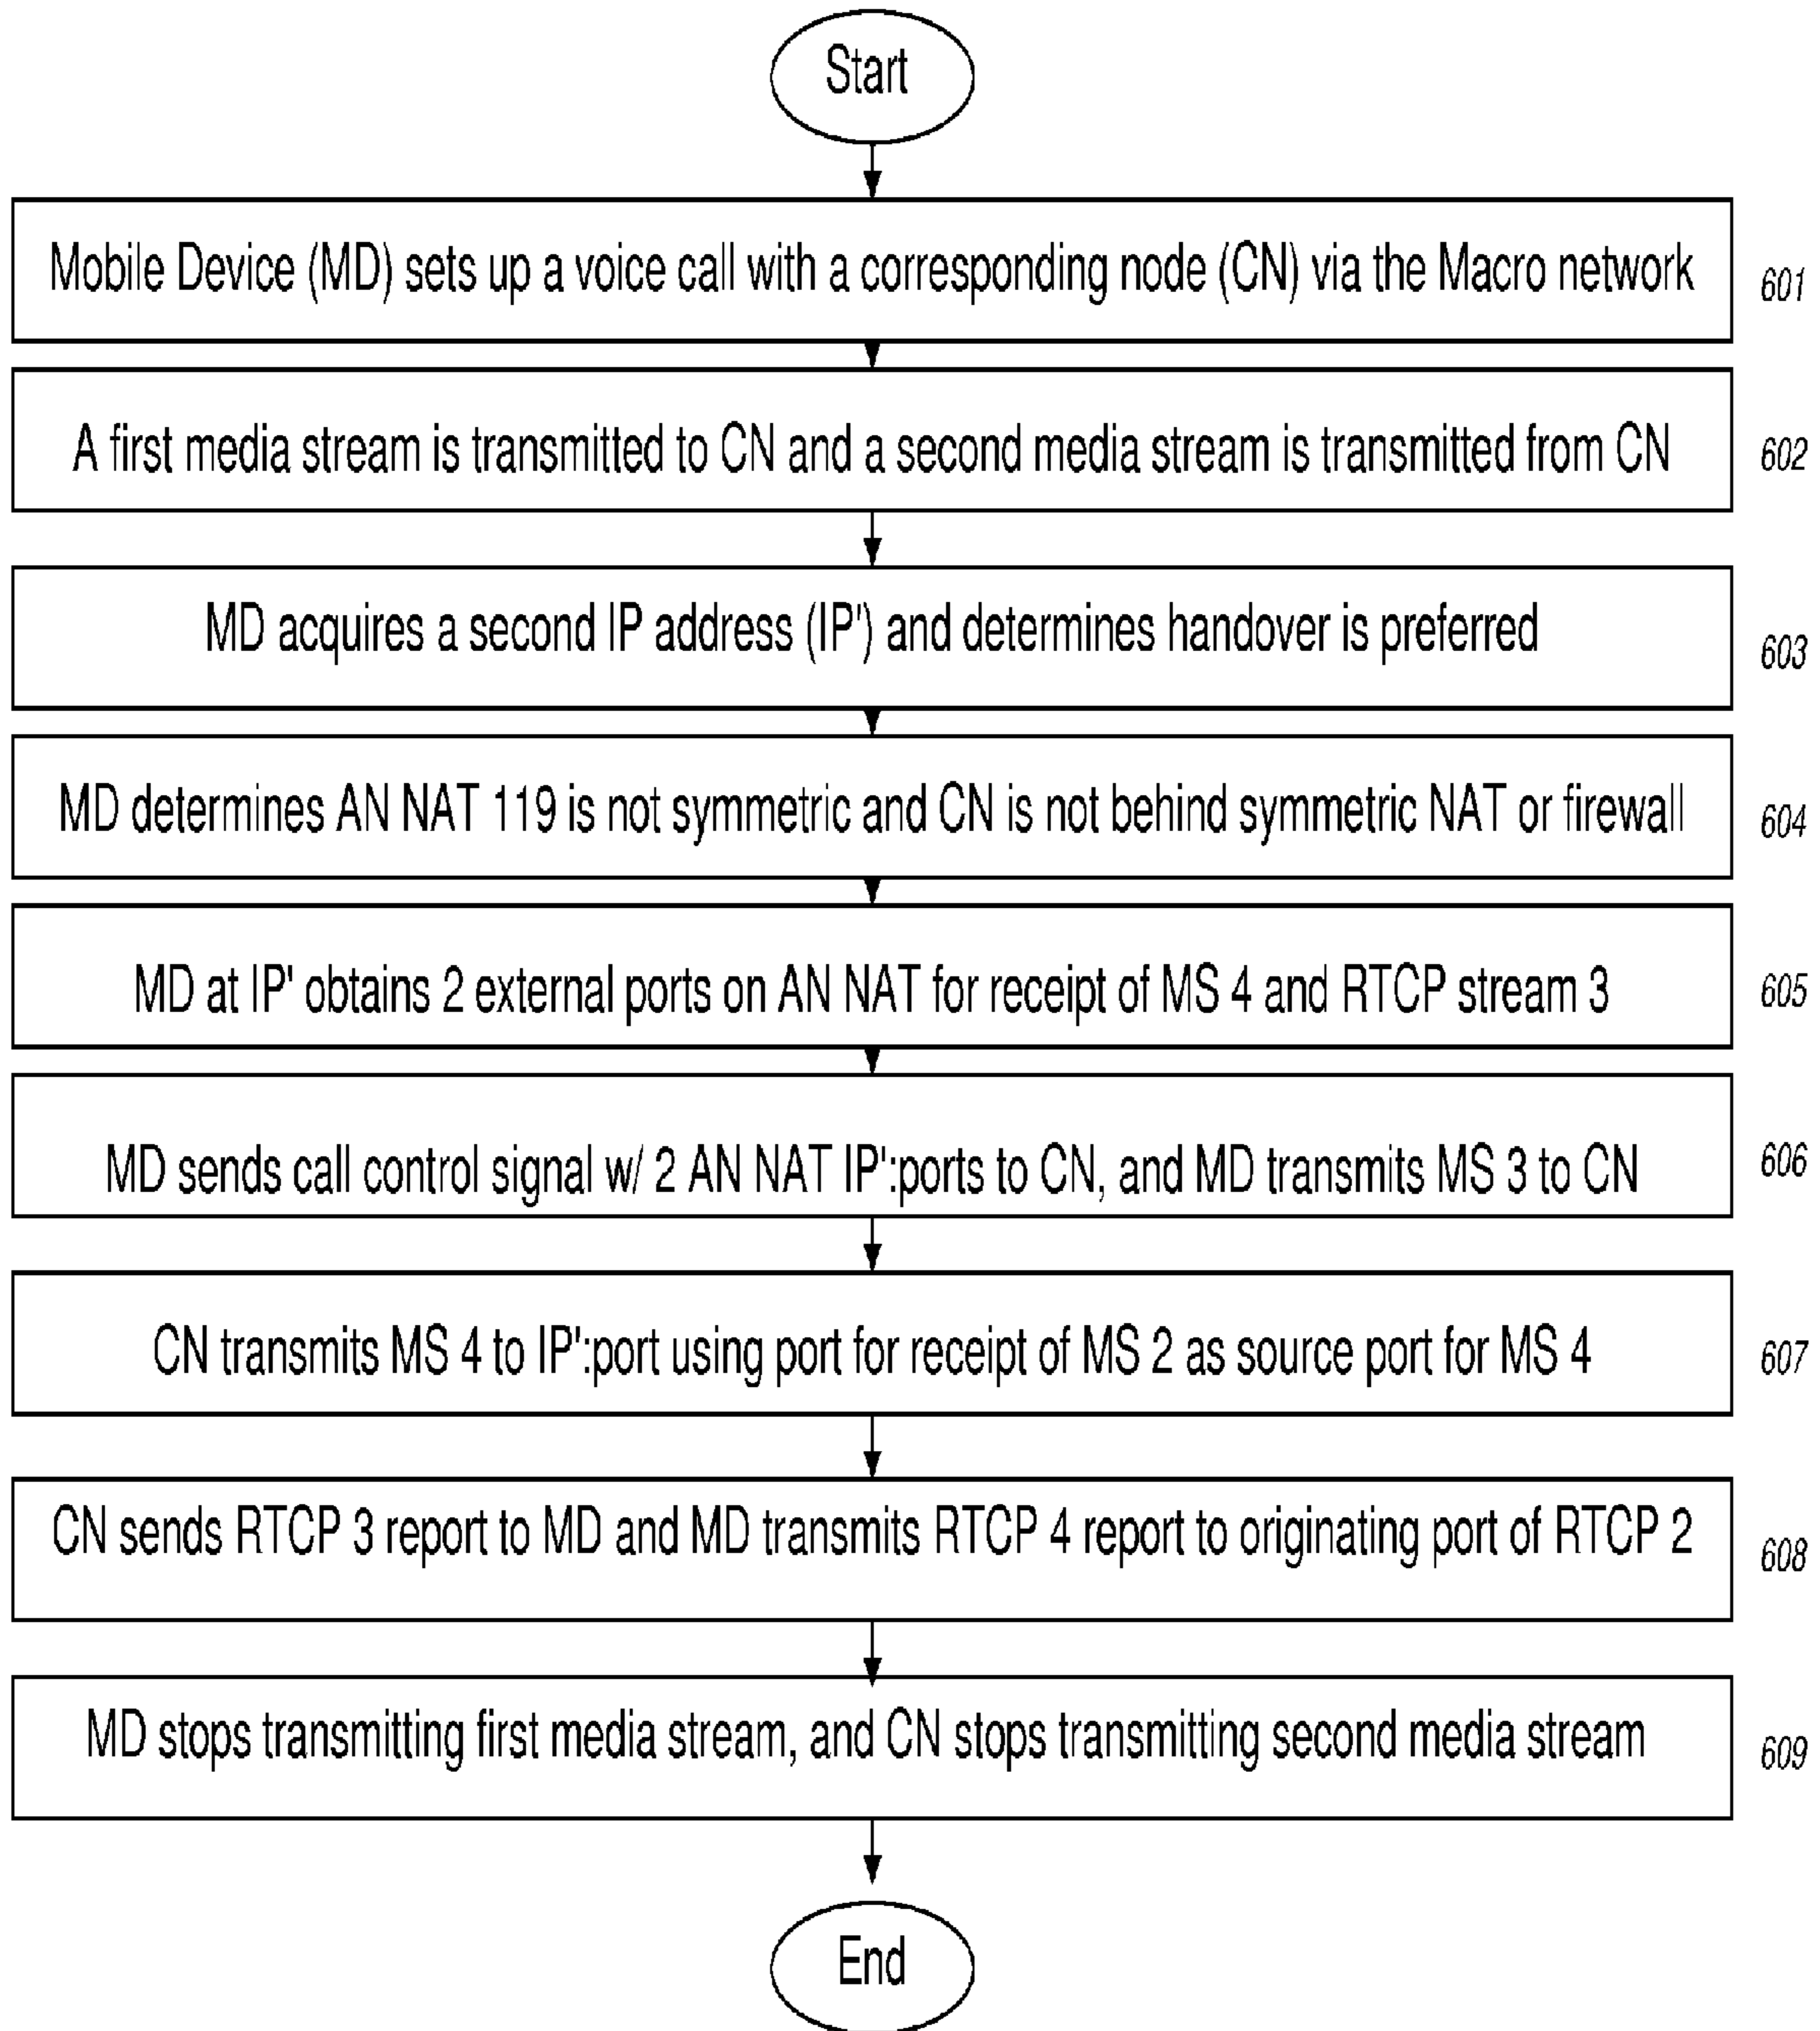 Start
Mobile Device (MD) sets up a voice call with a corresponding node (CN) via the Macro network
601
A first media stream is transmitted to CN and a second media stream is transmitted from CN
602
MD acquires a second IP address (IP') and determines handover is preferred
603
MD determines AN NAT 119 is not symmetric and CN is not behind symmetric NAT or firewall
604
MD at IP' obtains 2 external ports on AN NAT for receipt of MS 4 and RTCP stream 3
605
MD sends call control signal w/ 2 AN NAT IP':ports to CN, and MD transmits MS 3 to CN
606
CN transmits MS 4 to IP':port using port for receipt of MS 2 as source port for MS 4
607
CN sends RTCP 3 report to MD and MD transmits RTCP 4 report to originating port of RTCP 2
608
MD stops transmitting first media stream, and CN stops transmitting second media stream
609
End